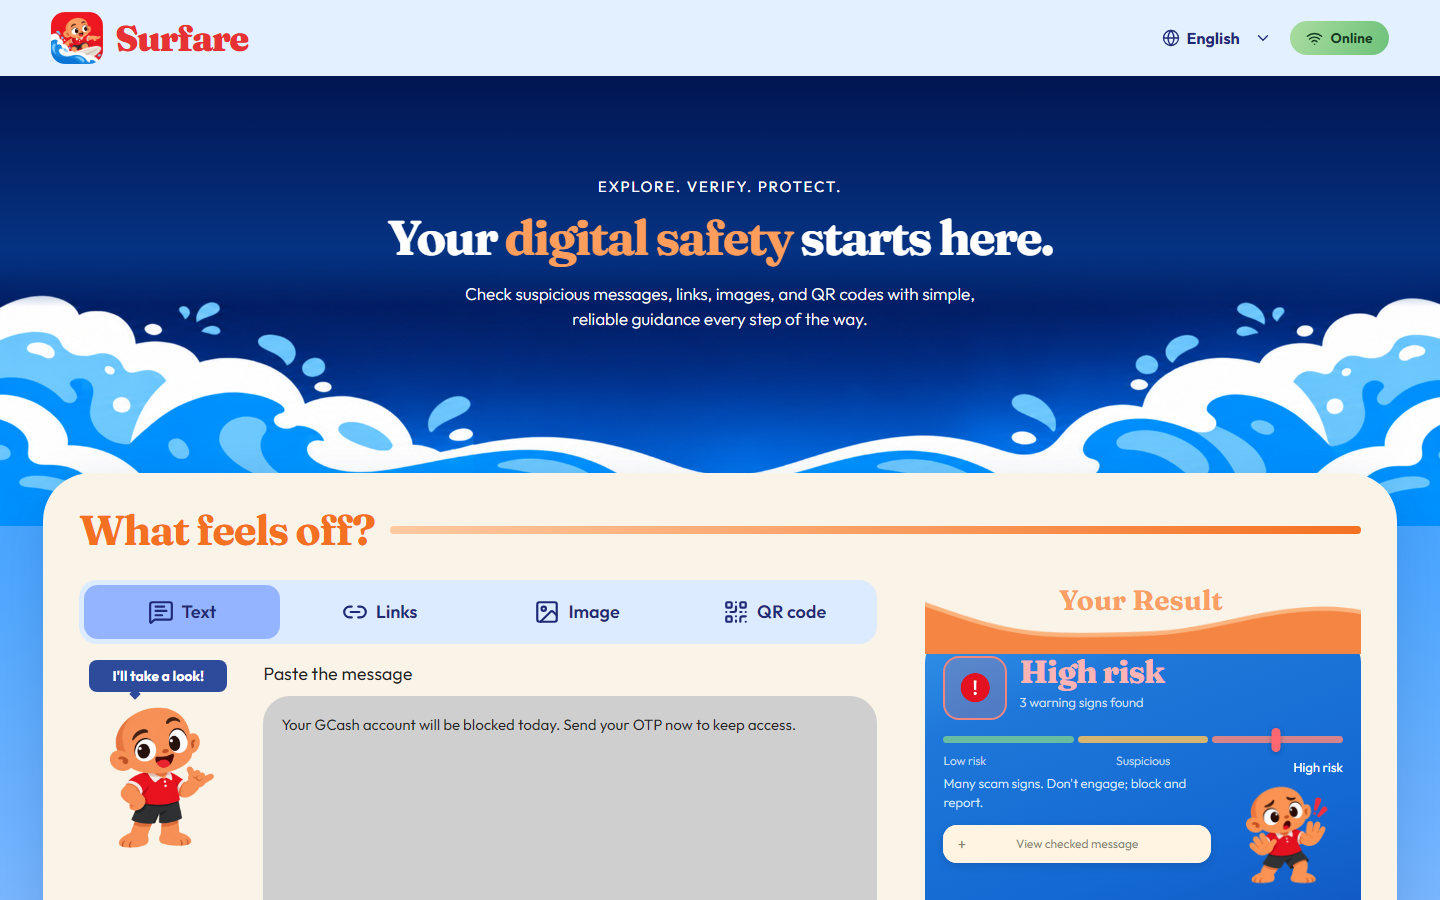 Surfare
English
Online
EXPLORE. VERIFY. PROTECT.
Your digital safety starts here.
Check suspicious messages, links, images, and QR codes with simple,
reliable guidance every step of the way.
What feels off?
Text
Links
Image
QR code
I'll take a look!
Paste the message
Your GCash account will be blocked today. Send your OTP now to keep access.
Your Result
!
High risk
3 warning signs found
Low risk
Suspicious
High risk
Many scam signs. Don't engage; block and
report.
+ View checked message